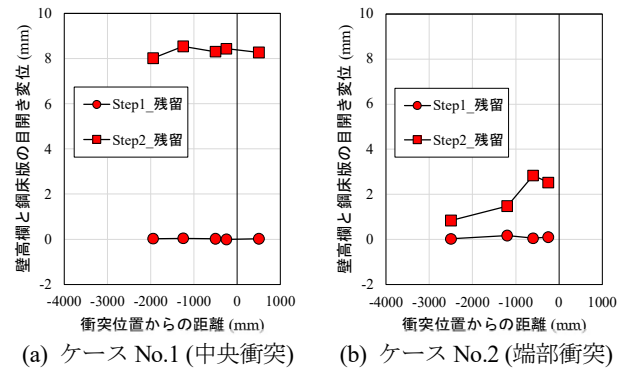 壁高欄と鋼床版の目開き変位 (mm)
10
8
6
4
2
0
-2
Step1_残留
Step2_残留
-4000 -3000 -2000 -1000 0 1000
衝突位置からの距離 (mm)
(a) ケース No.1 (中央衝突)
壁高欄と鋼床版の目開き変位 (mm)
10
8
6
4
2
0
-2
Step1_残留
Step2_残留
-4000 -3000 -2000 -1000 0 1000
衝突位置からの距離 (mm)
(b) ケース No.2 (端部衝突)